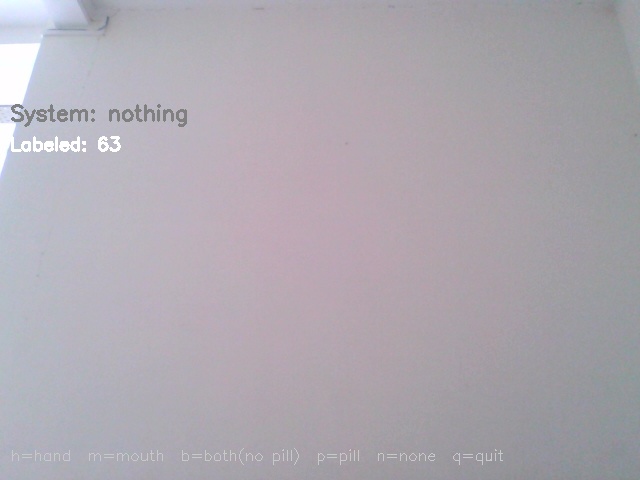 System: nothing
Labeled: 63
h=hand m=mouth b=both(no pill) p=pill n=none q=quit